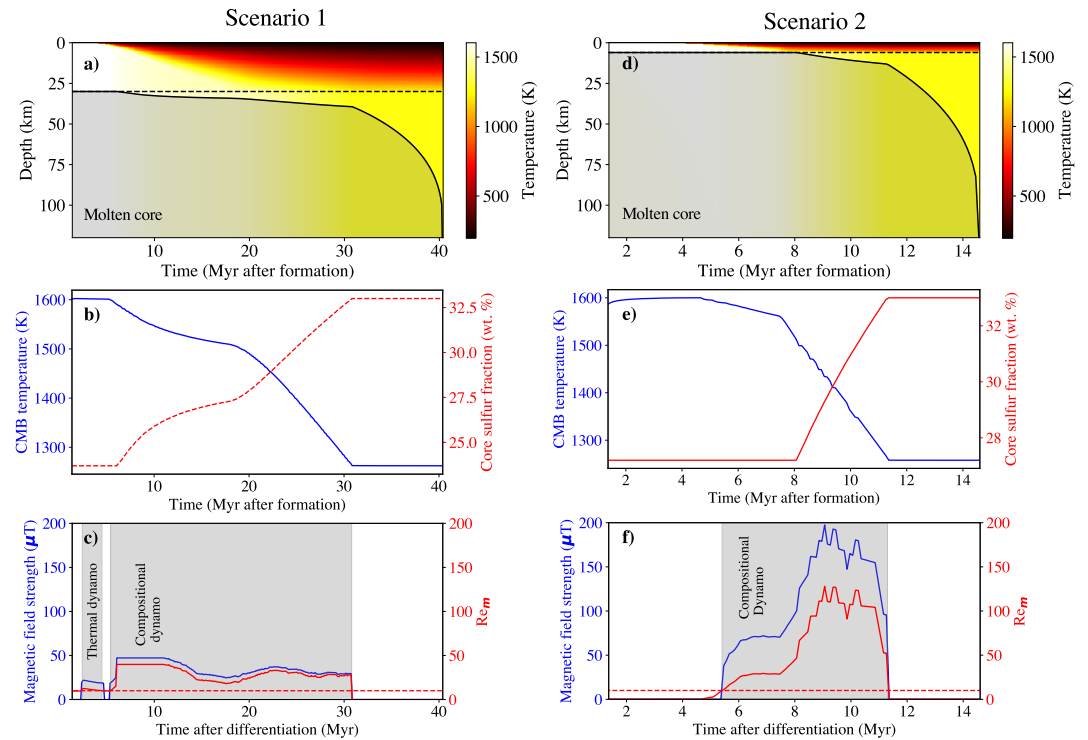 Scenario 1
Scenario 2
a)
0
25
50
75
100
Depth (km)
Molten core
10
20
30
40
Time (Myr after formation)
1500
1000
500
Temperature (K)
d)
0
25
50
75
100
Depth (km)
Molten core
2
4
6
8
10
12
14
Time (Myr after formation)
1500
1000
500
Temperature (K)
b)
1600
1500
1400
1300
CMB temperature (K)
32.5
30.0
27.5
25.0
Core sulfur fraction (wt. %)
10
20
30
40
Time (Myr after formation)
e)
1600
1500
1400
1300
CMB temperature (K)
32
30
28
Core sulfur fraction (wt. %)
2
4
6
8
10
12
14
Time (Myr after formation)
c)
200
150
100
50
0
Magnetic field strength (μT)
Thermal dynamo
Compositional
dynamo
200
150
100
50
0
Rem
10
20
30
40
Time after differentiation (Myr)
f)
200
150
100
50
0
Magnetic field strength (μT)
Compositional
Dynamo
200
150
100
50
0
Rem
2
4
6
8
10
12
14
Time after differentiation (Myr)